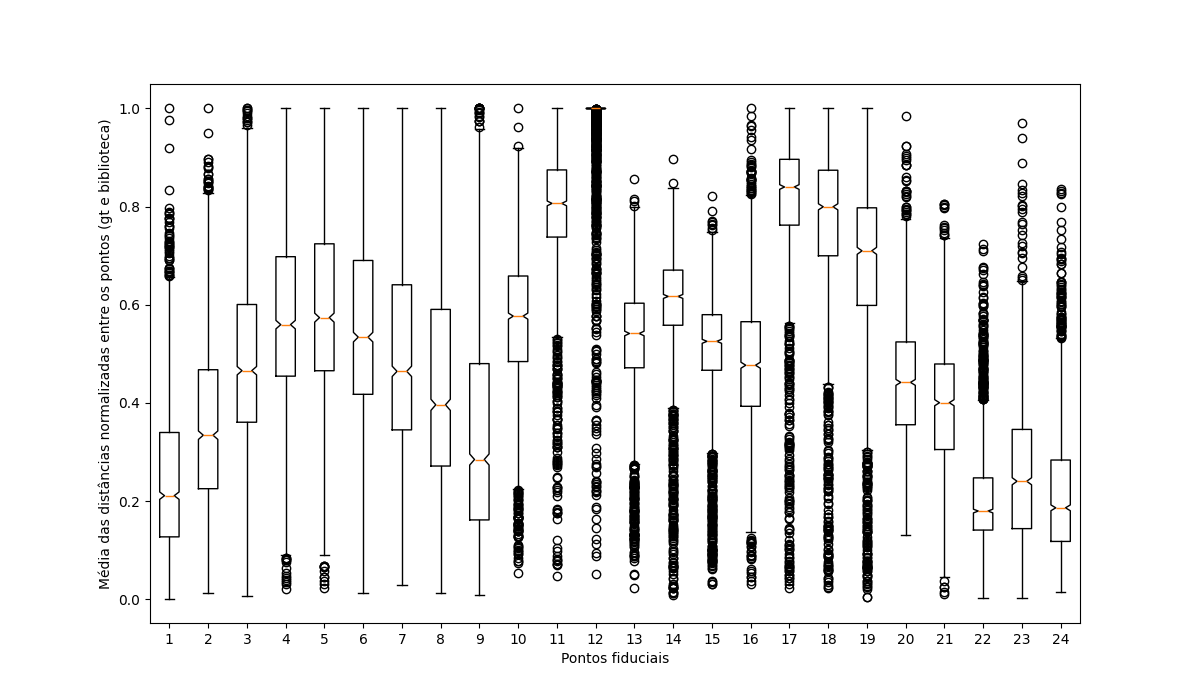 Média das distâncias normalizadas entre os pontos (gt e biblioteca)
1.0
0.8
0.6
0.4
0.2
0.0
1 2 3 4 5 6 7 8 9 10 11 12 13 14 15 16 17 18 19 20 21 22 23 24
Pontos fiduciais